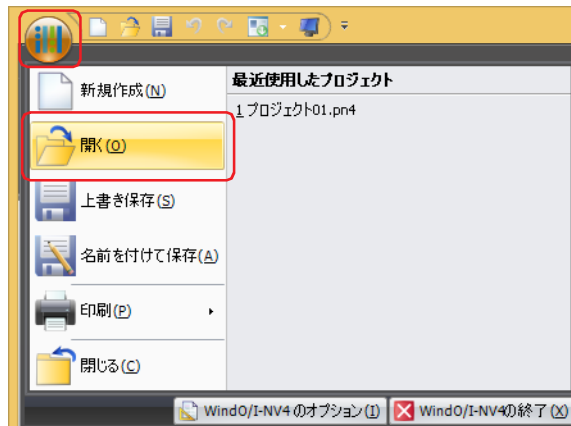 新規作成(N)
最近使用したプロジェクト
1 プロジェクト01.pn4
開く(O)
上書き保存(S)
名前を付けて保存(A)
印刷(P)
閉じる(C)
WindO/I-NV4 のオプション(I)
WindO/I-NV4の終了(X)